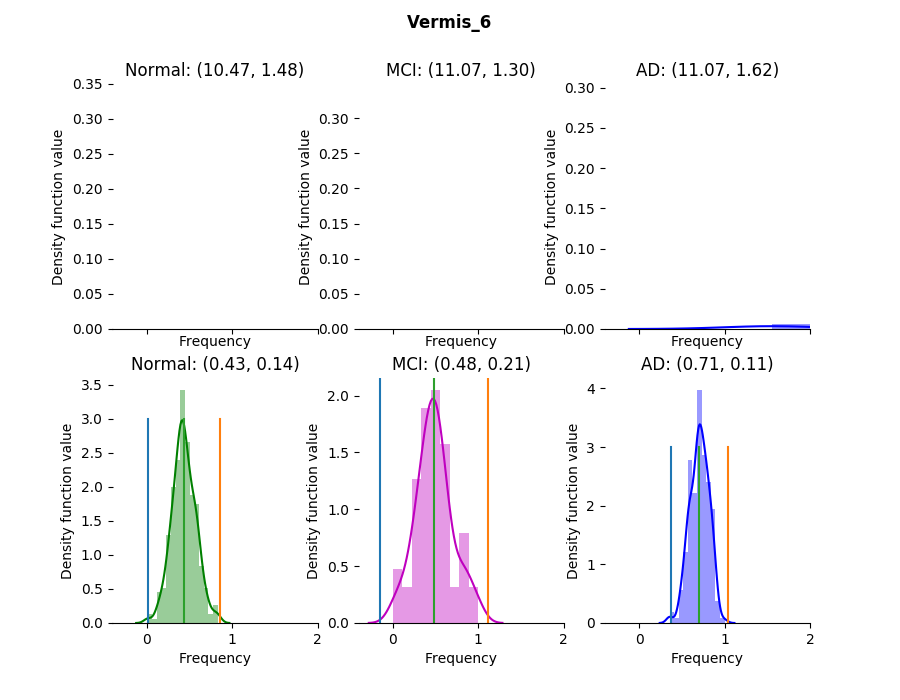 Vermis_6
Normal: (10.47, 1.48)
MCI: (11.07, 1.30)
AD: (11.07, 1.62)
Density function value
0.35
0.30
0.25
0.20
0.15
0.10
0.05
0.00
Frequency
Density function value
0.30
0.25
0.20
0.15
0.10
0.05
0.00
Frequency
Density function value
0.30
0.25
0.20
0.15
0.10
0.05
0.00
Frequency
Normal: (0.43, 0.14)
MCI: (0.48, 0.21)
AD: (0.71, 0.11)
Density function value
3.5
3.0
2.5
2.0
1.5
1.0
0.5
0.0
0 1 2
Frequency
Density function value
2.0
1.5
1.0
0.5
0.0
0 1 2
Frequency
Density function value
4
3
2
1
0
0 1 2
Frequency